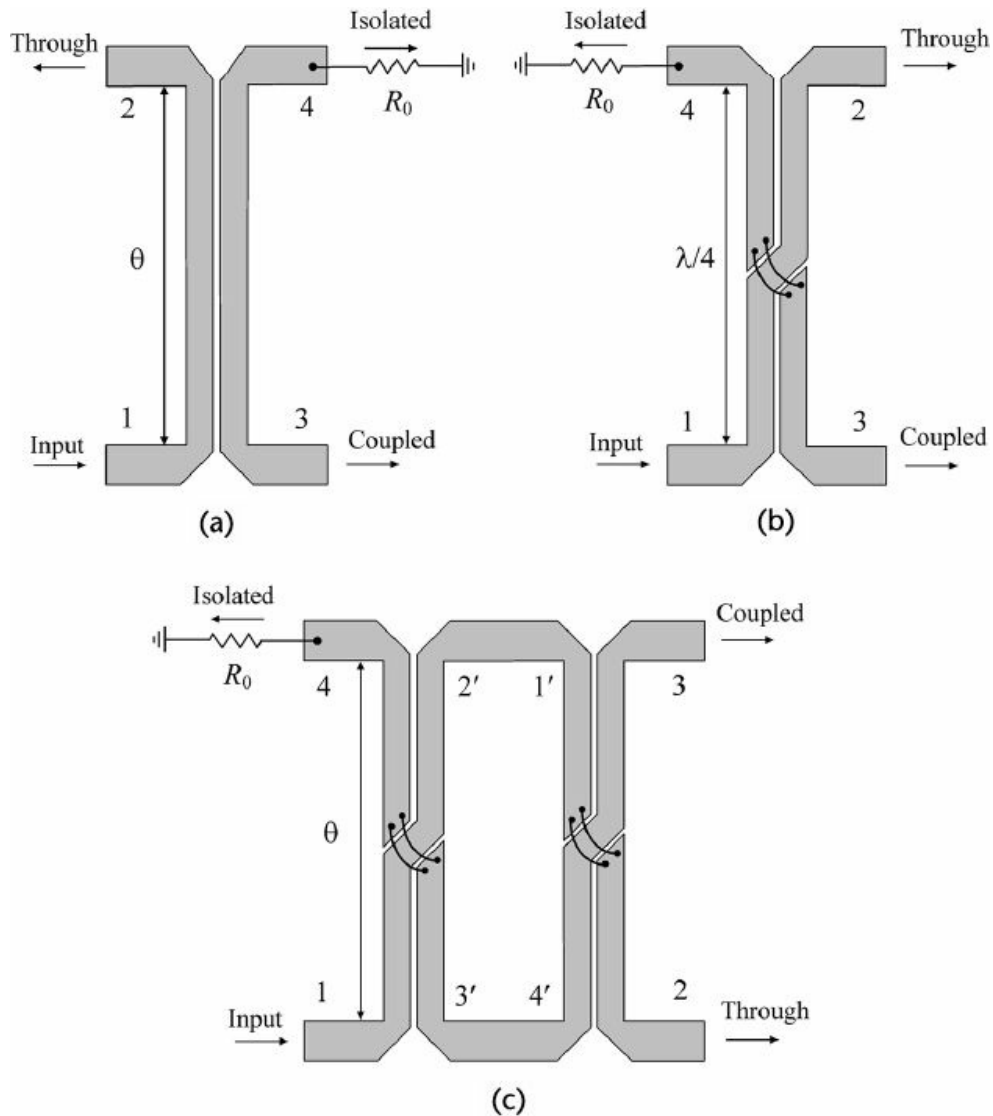 Through
Isolated
2
4
R₀
θ
1
3
Input
Coupled
(a)
Isolated
R₀
Through
4
2
λ/4
1
3
Input
Coupled
(b)
Isolated
R₀
Coupled
4
2′
1′
3
θ
1
3′
4′
2
Input
Through
(c)